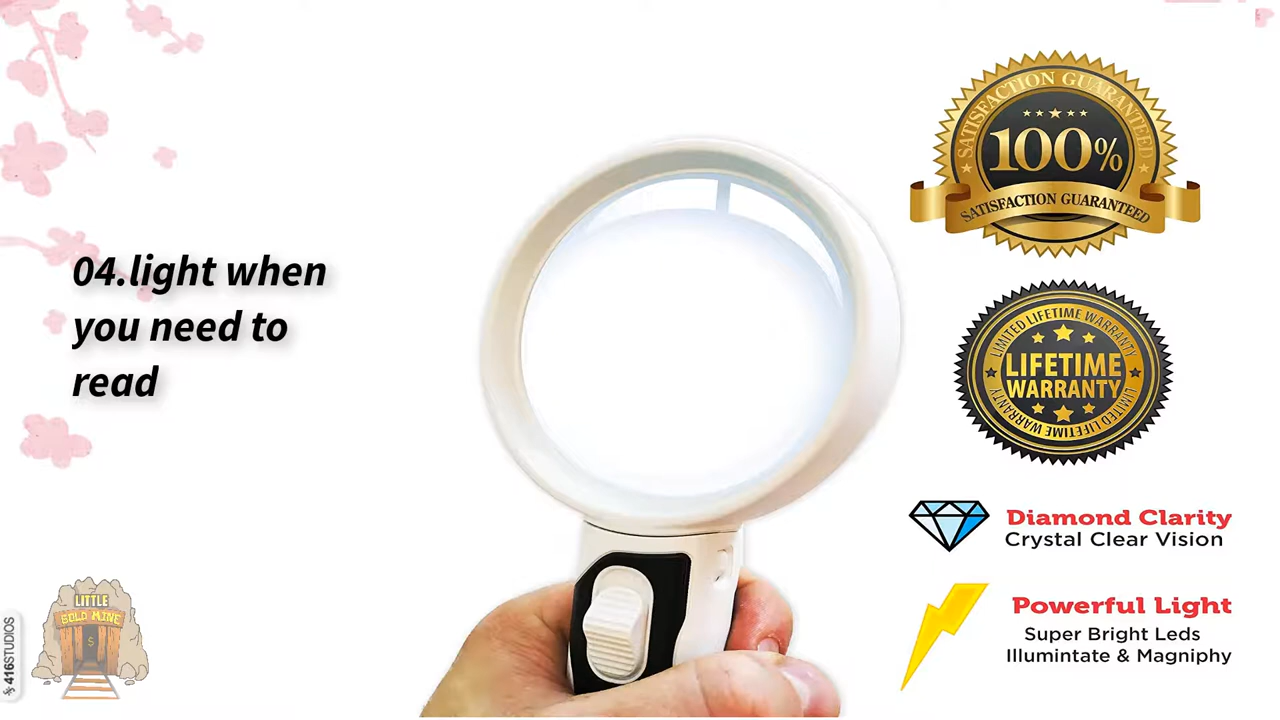 04.light when
you need to
read
SATISFACTION GUARANTEED
100%
SATISFACTION GUARANTEED
LIMITED LIFETIME WARRANTY
LIFETIME
WARRANTY
LIMITED LIFETIME WARRANTY
Diamond Clarity
Crystal Clear Vision
Powerful Light
Super Bright Leds
Illumintate & Magniphy
LITTLE
GOLD MINE
$
416STUDIOS